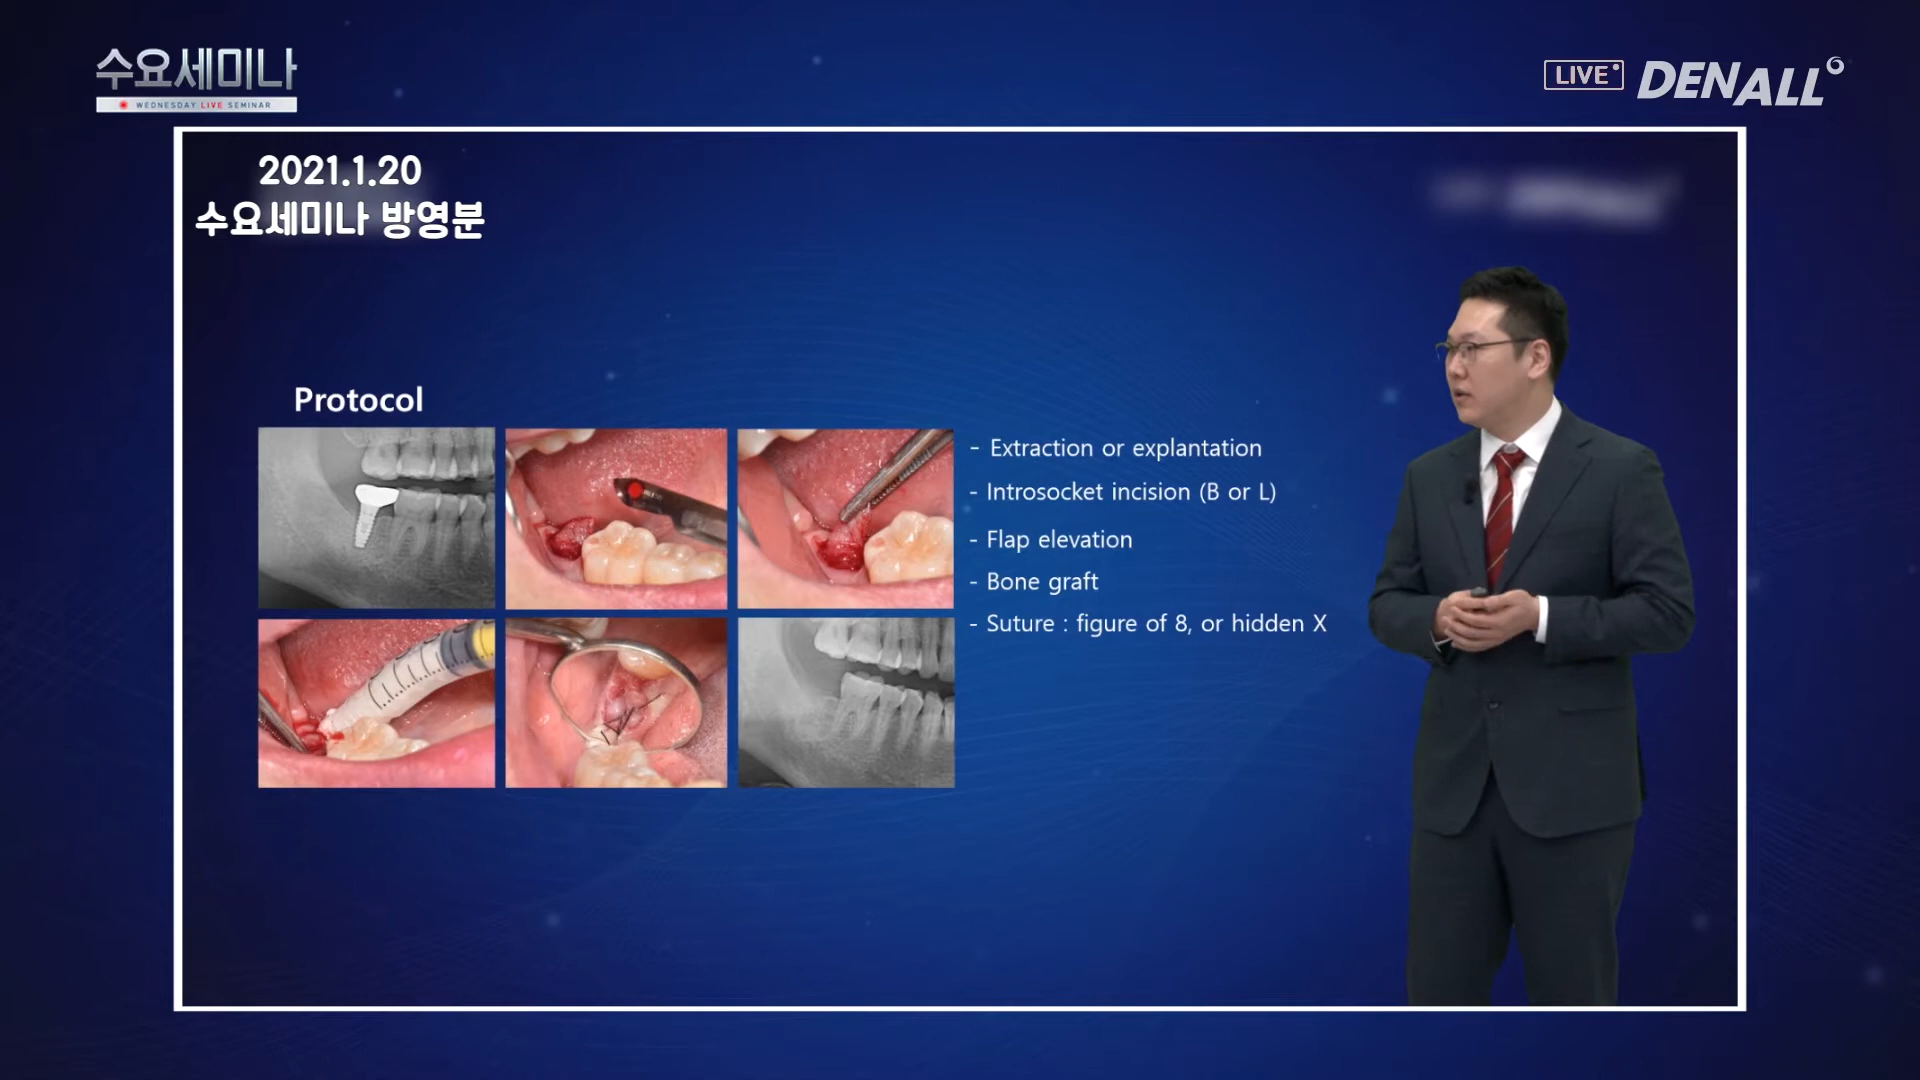 수요세미나
WEDNESDAY LIVE SEMINAR
LIVE DENALL
2021.1.20
수요세미나 방영분
Protocol
- Extraction or explantation
- Introsocket incision (B or L)
- Flap elevation
- Bone graft
- Suture : figure of 8, or hidden X